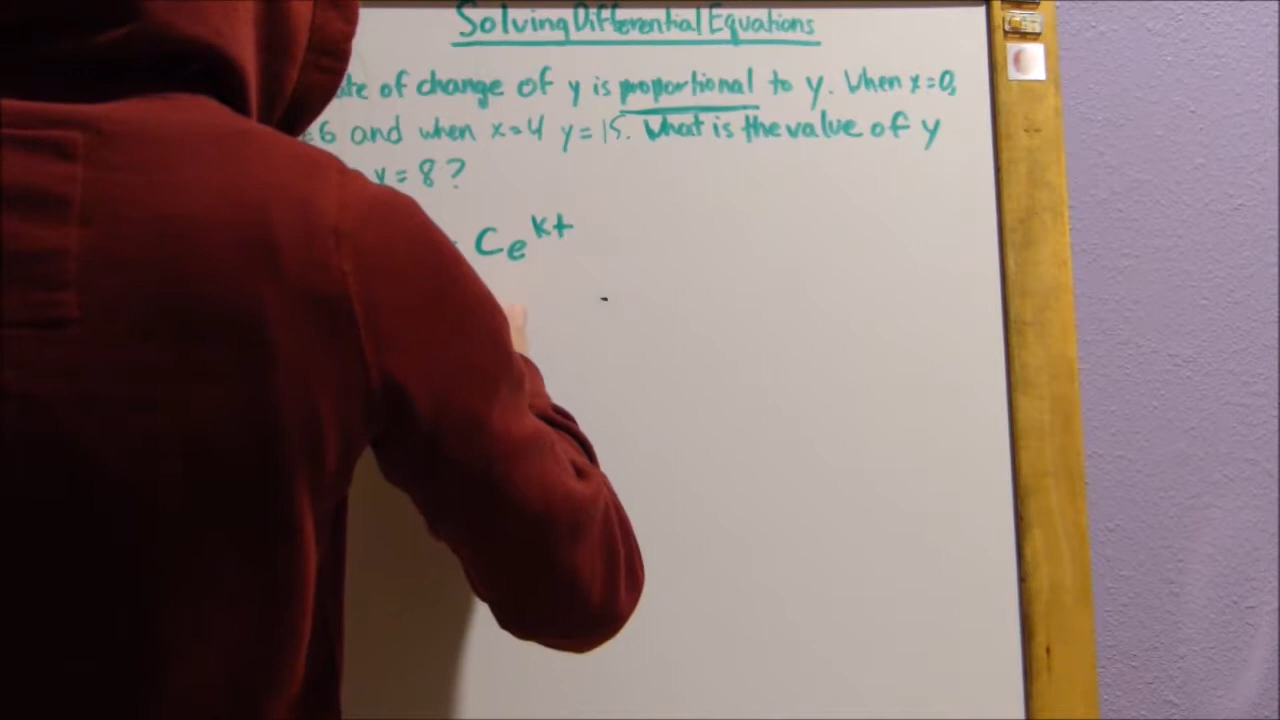 Solving Differential Equations
of change of y is proportional to y. When x=0,
=6 and when x=4 y=15. What is the value of y
x=8?
Ce^kt